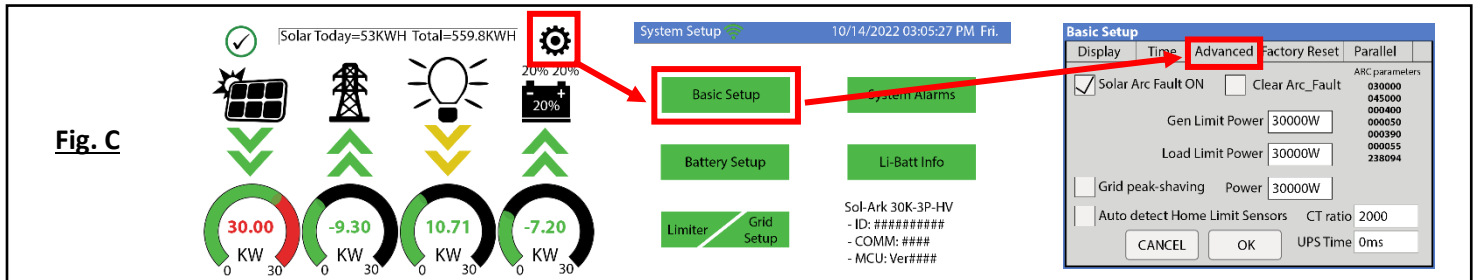 Fig. C
Solar Today=53KWH Total=559.8KWH
20% 20%
- +
20%
30.00
KW
0 30
-9.30
KW
0 30
10.71
KW
0 30
-7.20
KW
0 30
System Setup 10/14/2022 03:05:27 PM Fri.
Basic Setup
System Alarms
Battery Setup
Li-Batt Info
Limiter
Grid
Setup
Sol-Ark 30K-3P-HV
- ID: ##########
- COMM: ####
- MCU: Ver####
Basic Setup
Display Time Advanced Factory Reset Parallel
Solar Arc Fault ON Clear Arc_Fault
ARC parameters
030000
045000
000400
000050
000390
000055
238094
Gen Limit Power 30000W
Load Limit Power 30000W
Grid peak-shaving Power 30000W
Auto detect Home Limit Sensors CT ratio 2000
CANCEL OK UPS Time 0ms